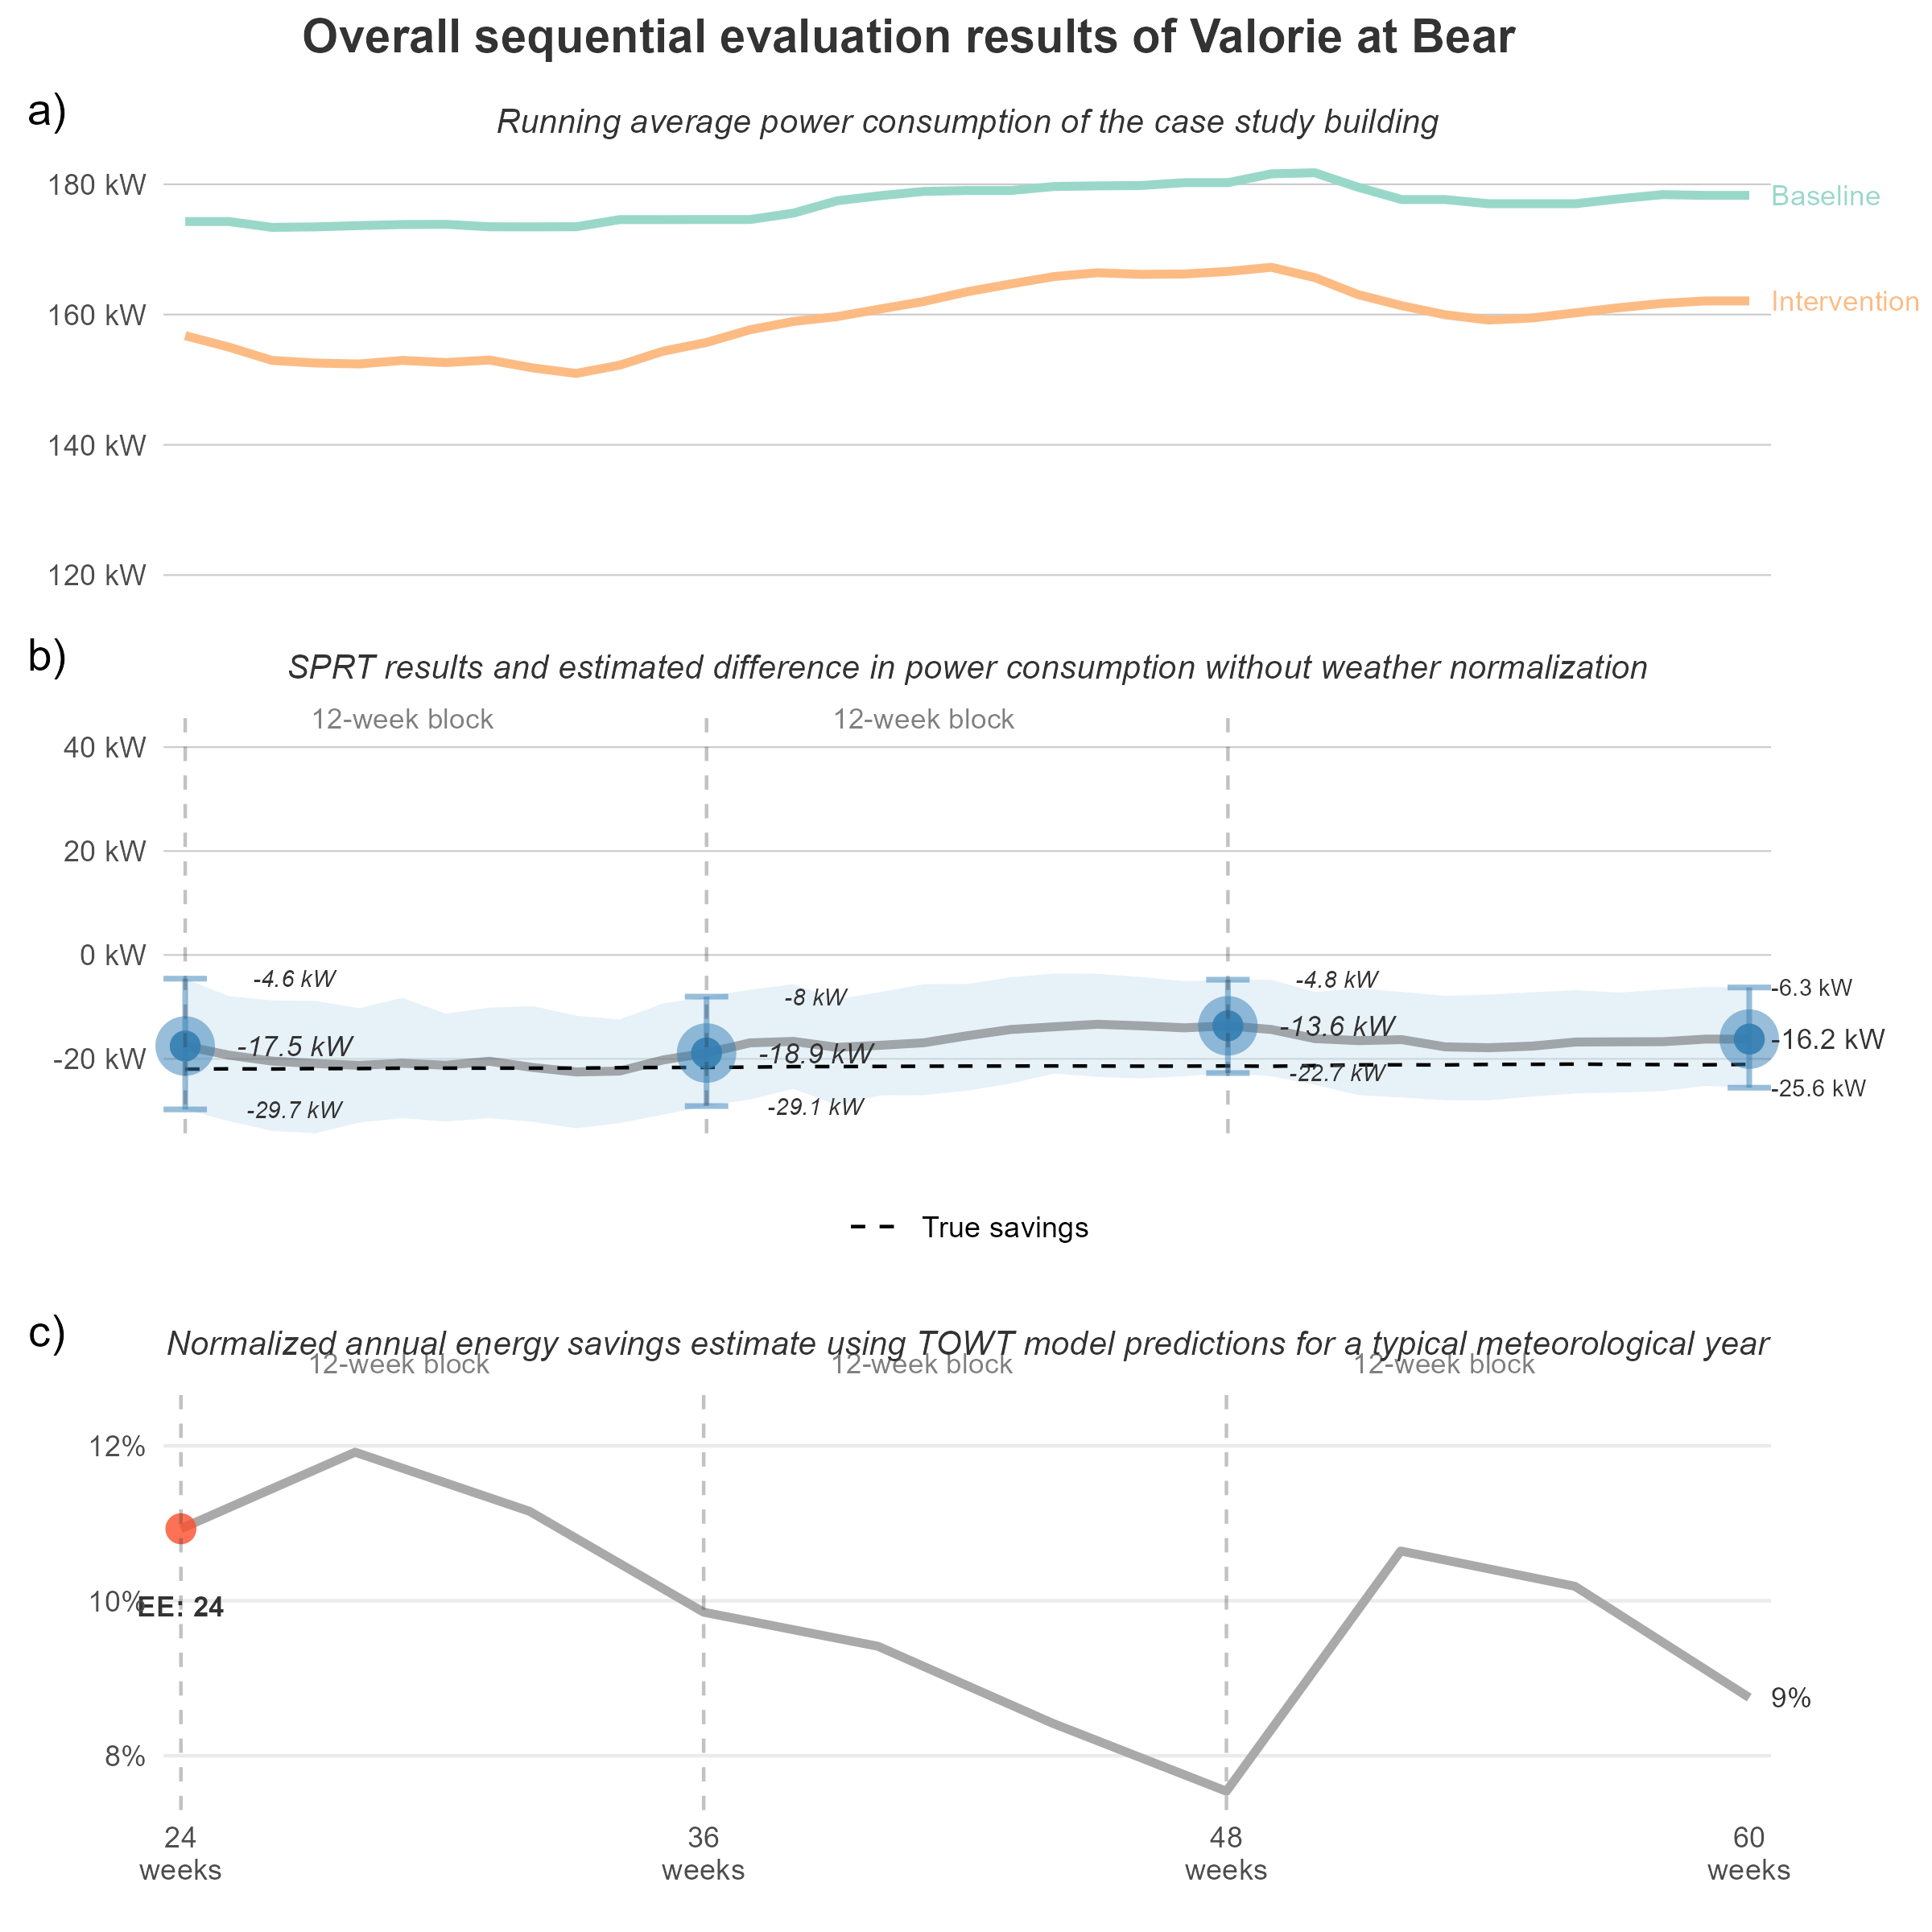 Overall sequential evaluation results of Valorie at Bear
a)
Running average power consumption of the case study building
180 kW
160 kW
140 kW
120 kW
Baseline
Intervention
b)
SPRT results and estimated difference in power consumption without weather normalization
12-week block
12-week block
40 kW
20 kW
0 kW
-20 kW
-4.6 kW
-17.5 kW
-29.7 kW
-8 kW
-18.9 kW
-29.1 kW
-4.8 kW
-13.6 kW
-22.7 kW
-6.3 kW
-16.2 kW
-25.6 kW
True savings
c)
Normalized annual energy savings estimate using TOWT model predictions for a typical meteorological year
12-week block
12-week block
12-week block
12%
10%
8%
EE: 24
9%
24
weeks
36
weeks
48
weeks
60
weeks